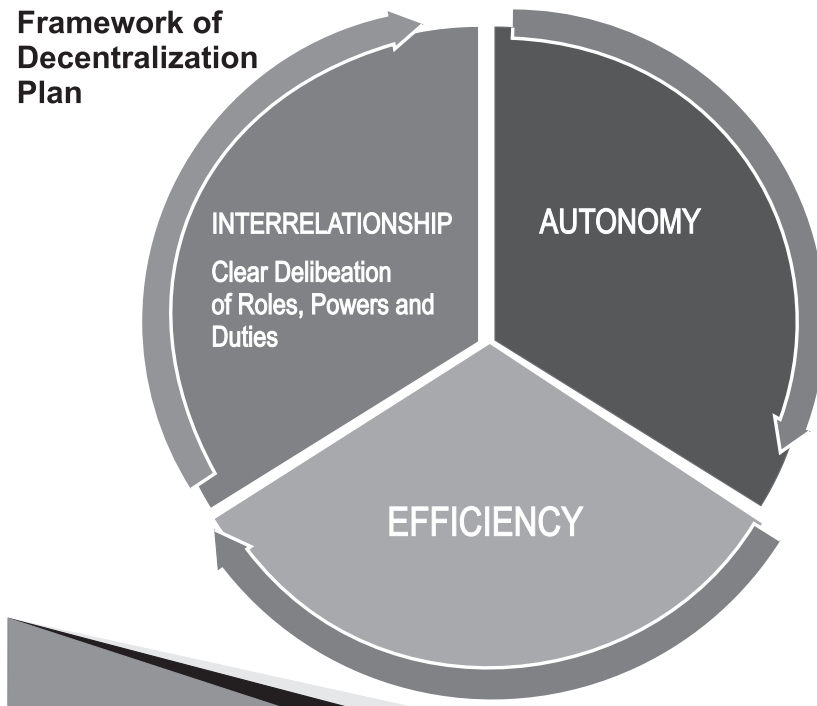 Framework of
Decentralization
Plan
INTERRELATIONSHIP
Clear Delibeation
of Roles, Powers and
Duties
AUTONOMY
EFFICIENCY